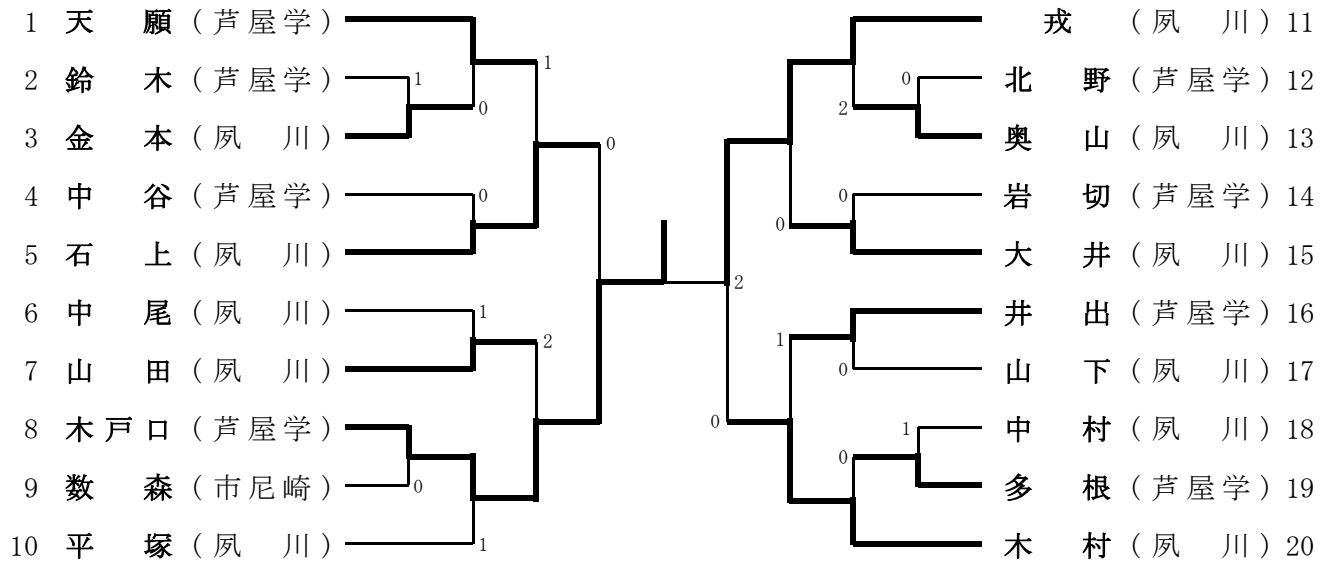 1 天 願 (芦屋学)
2 鈴 木 (芦屋学)
3 金 本 (夙 川)
4 中 谷 (芦屋学)
5 石 上 (夙 川)
6 中 尾 (夙 川)
7 山 田 (夙 川)
8 木戸口 (芦屋学)
9 数 森 (市尼崎)
10 平 塚 (夙 川)
1
1
0
0
0
1
2
0
1
戎 (夙 川) 11
北 野 (芦屋学) 12
奥 山 (夙 川) 13
岩 切 (芦屋学) 14
大 井 (夙 川) 15
井 出 (芦屋学) 16
山 下 (夙 川) 17
中 村 (夙 川) 18
多 根 (芦屋学) 19
木 村 (夙 川) 20
0
2
0
0
2
1
0
0
1
0